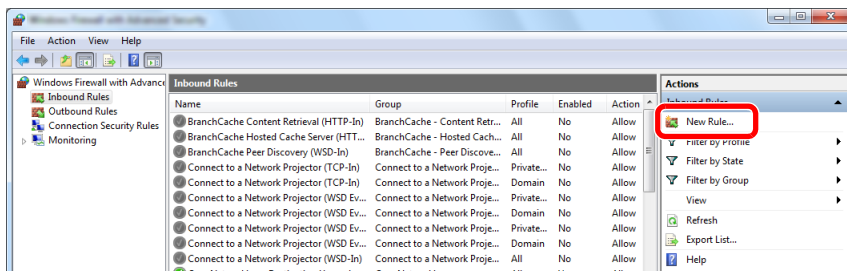 Windows Firewall with Advanced Security
File Action View Help
Windows Firewall with Advance
Inbound Rules
Outbound Rules
Connection Security Rules
Monitoring
Inbound Rules
Name Group Profile Enabled Action
BranchCache Content Retrieval (HTTP-In) BranchCache - Content Retr... All No Allow
BranchCache Hosted Cache Server (HTT... BranchCache - Hosted Cach... All No Allow
BranchCache Peer Discovery (WSD-In) BranchCache - Peer Discove... All No Allow
Connect to a Network Projector (TCP-In) Connect to a Network Proje... Private... No Allow
Connect to a Network Projector (TCP-In) Connect to a Network Proje... Domain No Allow
Connect to a Network Projector (WSD Ev... Connect to a Network Proje... Private... No Allow
Connect to a Network Projector (WSD Ev... Connect to a Network Proje... Domain No Allow
Connect to a Network Projector (WSD Ev... Connect to a Network Proje... Private... No Allow
Connect to a Network Projector (WSD Ev... Connect to a Network Proje... Domain No Allow
Connect to a Network Projector (WSD-In) Connect to a Network Proje... All No Allow
Actions
Inbound Rules
New Rule...
Filter by Profile
Filter by State
Filter by Group
View
Refresh
Export List...
Help